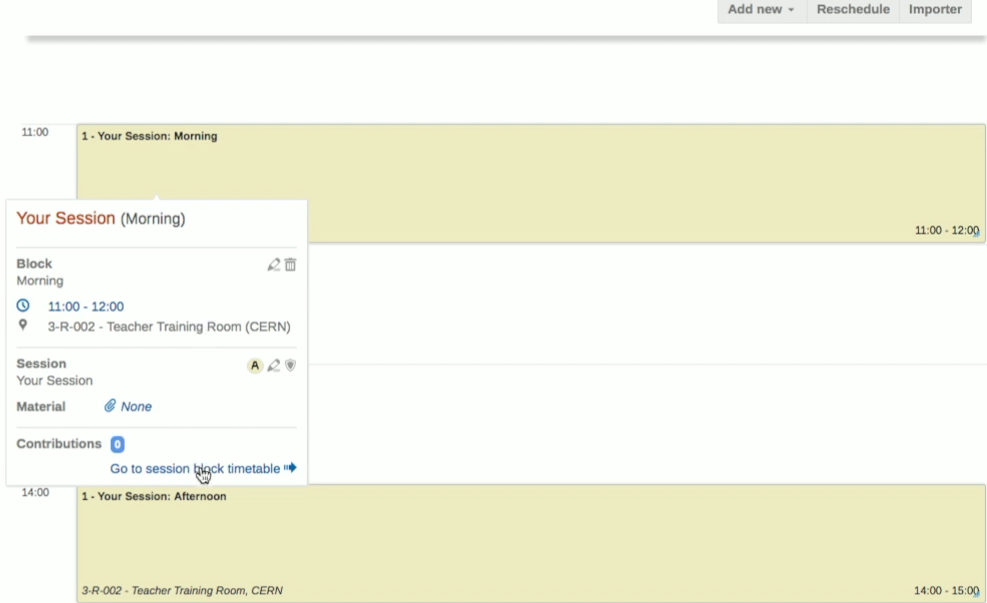 Add new Reschedule Importer
11:00
1 - Your Session: Morning
11:00 - 12:00
Your Session (Morning)
Block
Morning
11:00 - 12:00
3-R-002 - Teacher Training Room (CERN)
Session
A
Your Session
Material None
Contributions 0
Go to session block timetable
14:00
1 - Your Session: Afternoon
3-R-002 - Teacher Training Room, CERN
14:00 - 15:00